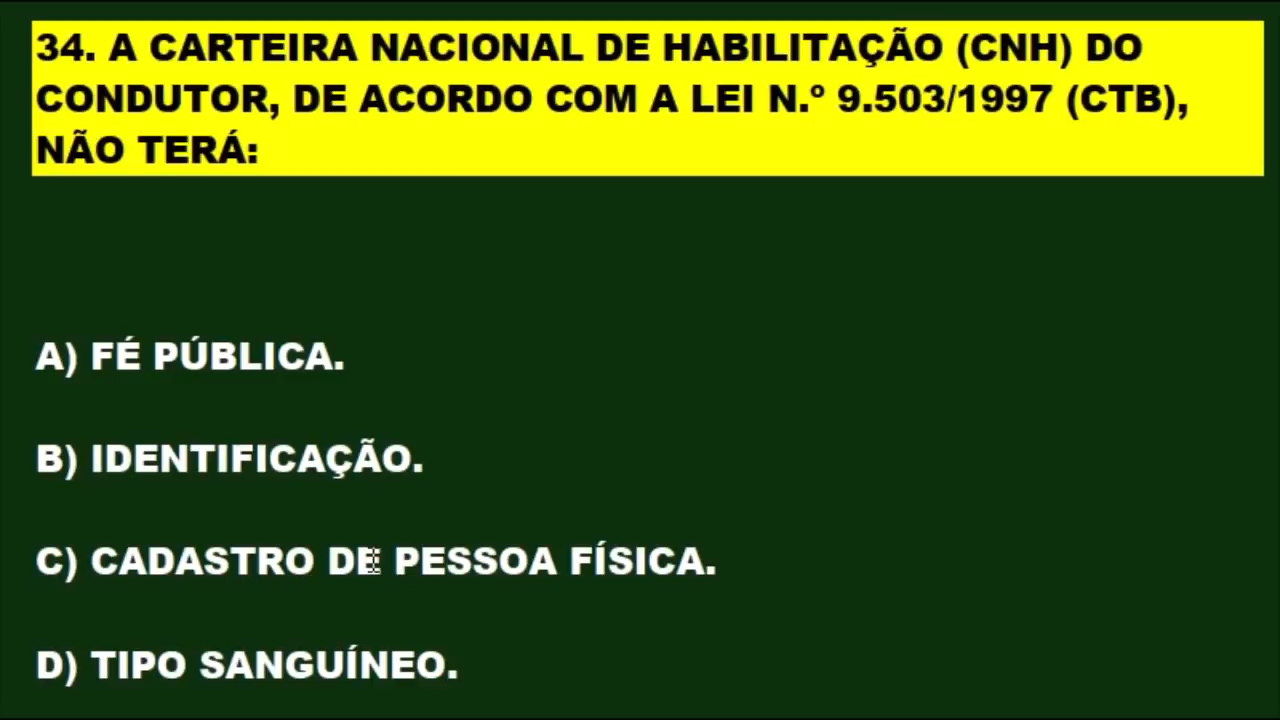 34. A CARTEIRA NACIONAL DE HABILITAÇÃO (CNH) DO
CONDUTOR, DE ACORDO COM A LEI N.º 9.503/1997 (CTB),
NÃO TERÁ:
A) FÉ PÚBLICA.
B) IDENTIFICAÇÃO.
C) CADASTRO DE PESSOA FÍSICA.
D) TIPO SANGUÍNEO.